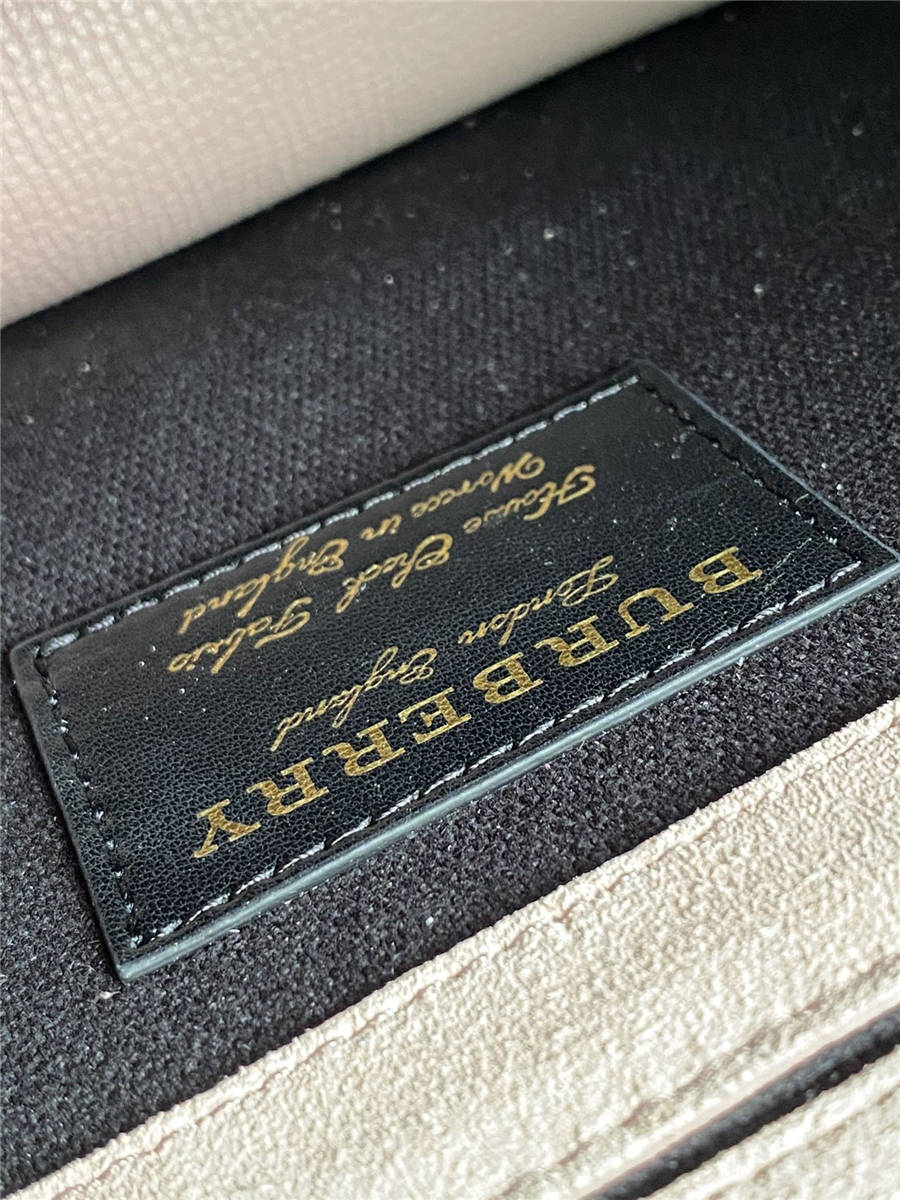 BURBERRY
London England
House Check Fabric
Woven in England